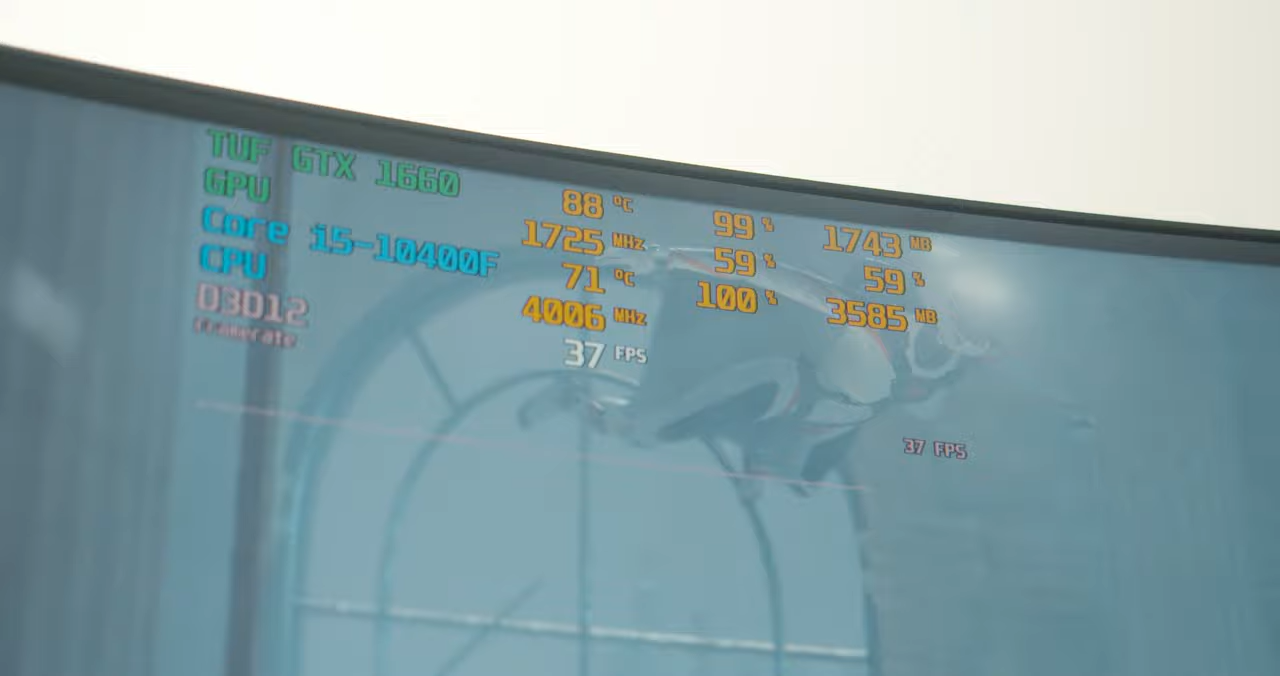 TUF GTX 1660
GPU 88 °C 99 % 1743 MB
1725 MHz 59 % 59 %
Core i5-10400F 71 °C 100 % 3585 MB
CPU 4006 MHz
D3D12 37 FPS
Framerate
37 FPS